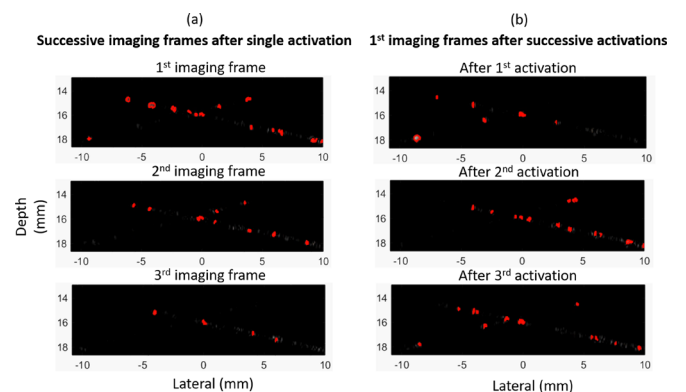 (a)
Successive imaging frames after single activation
1st imaging frame
14
16
18
-10 -5 0 5 10
2nd imaging frame
14
16
18
-10 -5 0 5 10
3rd imaging frame
14
16
18
-10 -5 0 5 10
Depth
(mm)
Lateral (mm)
(b)
1st imaging frames after successive activations
After 1st activation
14
16
18
-10 -5 0 5 10
After 2nd activation
14
16
18
-10 -5 0 5 10
After 3rd activation
14
16
18
-10 -5 0 5 10
Lateral (mm)